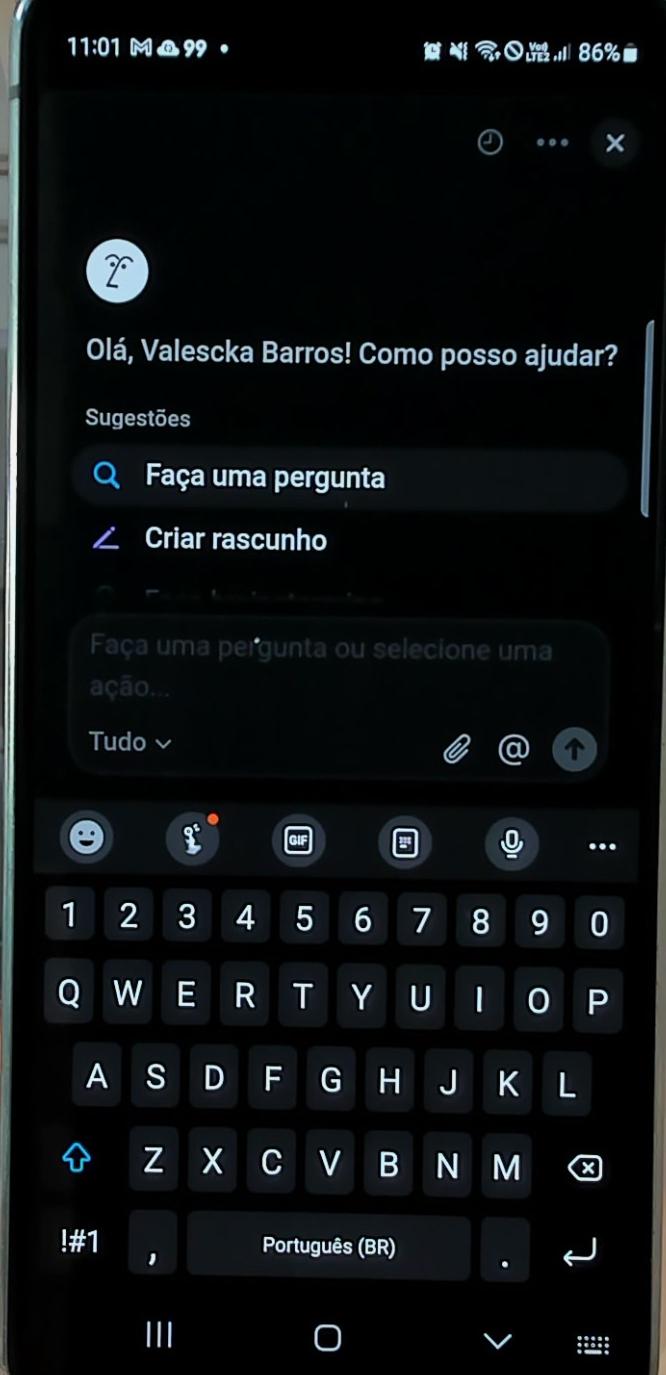 11:01 99
Vo))
LTE2 86%
Olá, Valescka Barros! Como posso ajudar?
Sugestões
Faça uma pergunta
Criar rascunho
Faça uma pergunta ou selecione uma
ação...
Tudo @
GIF
1 2 3 4 5 6 7 8 9 0
Q W E R T Y U I O P
A S D F G H J K L
Z X C V B N M
!#1 , Português (BR) .